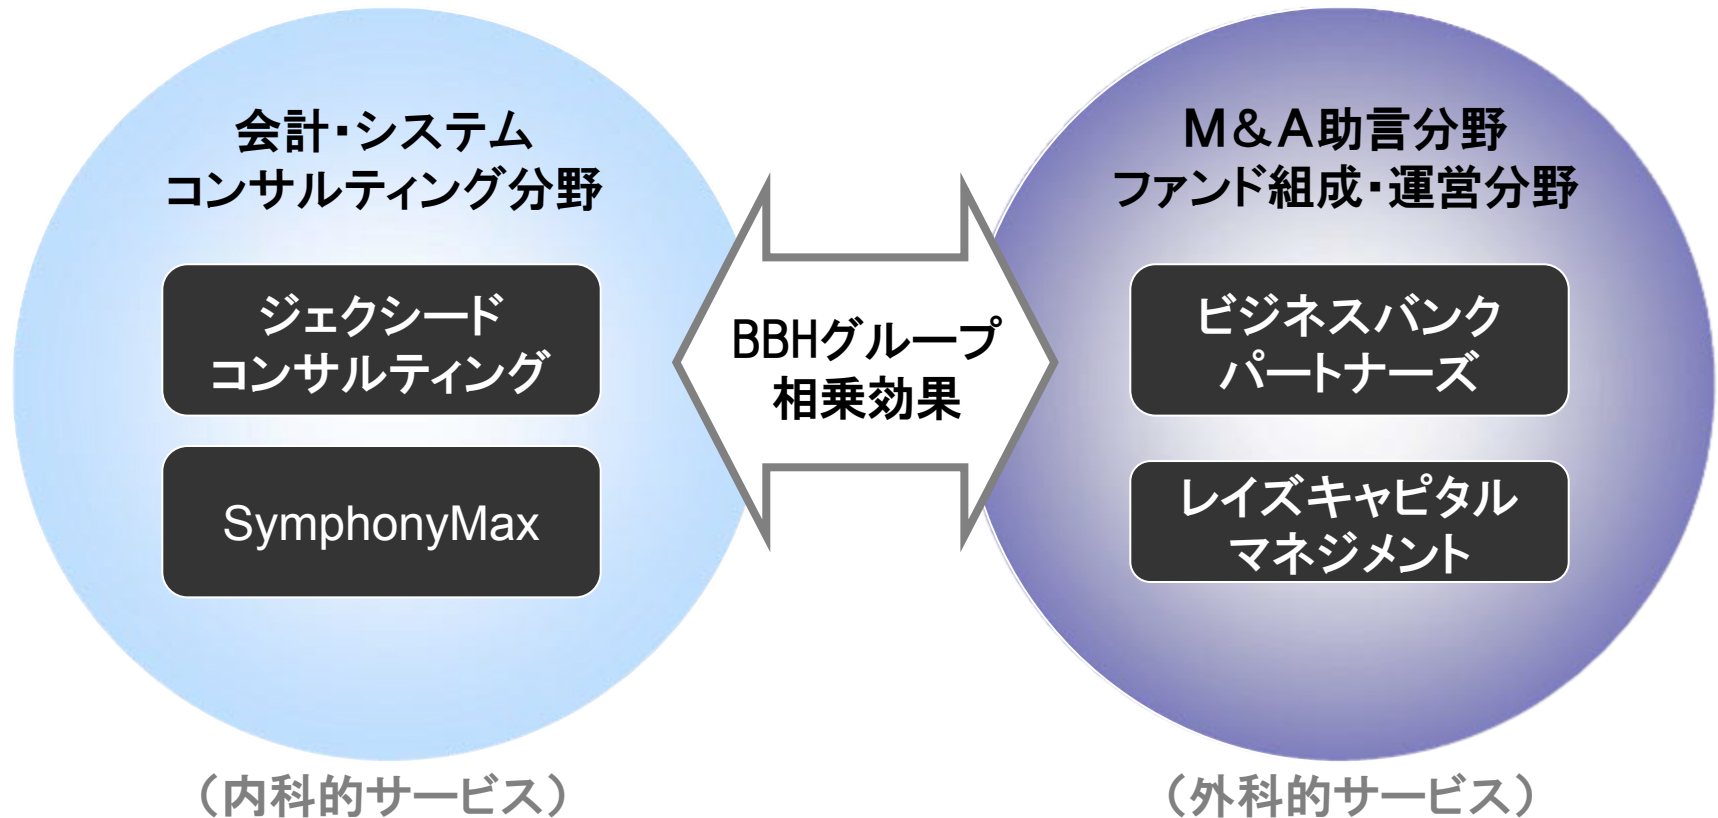 会計・システム
コンサルティング分野
ジェクシード
コンサルティング
SymphonyMax
（内科的サービス）
BBHグループ
相乗効果
M＆A助言分野
ファンド組成・運営分野
ビジネスバンク
パートナーズ
レイズキャピタル
マネジメント
（外科的サービス）